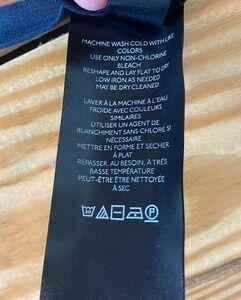 MACHINE WASH COLD WITH LIKE
COLORS
USE ONLY NON-CHLORINE
BLEACH
RESHAPE AND LAY FLAT TO DRY
LOW IRON AS NEEDED
MAY BE DRY CLEANED
LAVER À LA MACHINE À L'EAU
FROIDE AVEC COULEURS
SIMILAIRES
UTILISER UN AGENT DE
BLANCHIMENT SANS CHLORE SI
NÉCESSAIRE
METTRE EN FORME ET SECHER
À PLAT
REPASSER, AU BESOIN, À TRÈS
BASSE TEMPÉRATURE
PEUT-ÊTRE ÊTRE NETTOYÉE
À SEC
30 P